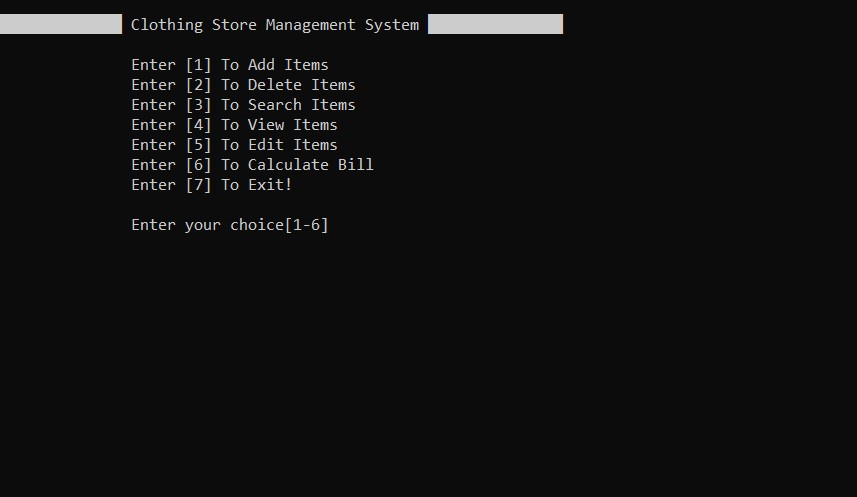 Clothing Store Management System
Enter [1] To Add Items
Enter [2] To Delete Items
Enter [3] To Search Items
Enter [4] To View Items
Enter [5] To Edit Items
Enter [6] To Calculate Bill
Enter [7] To Exit!
Enter your choice[1-6]